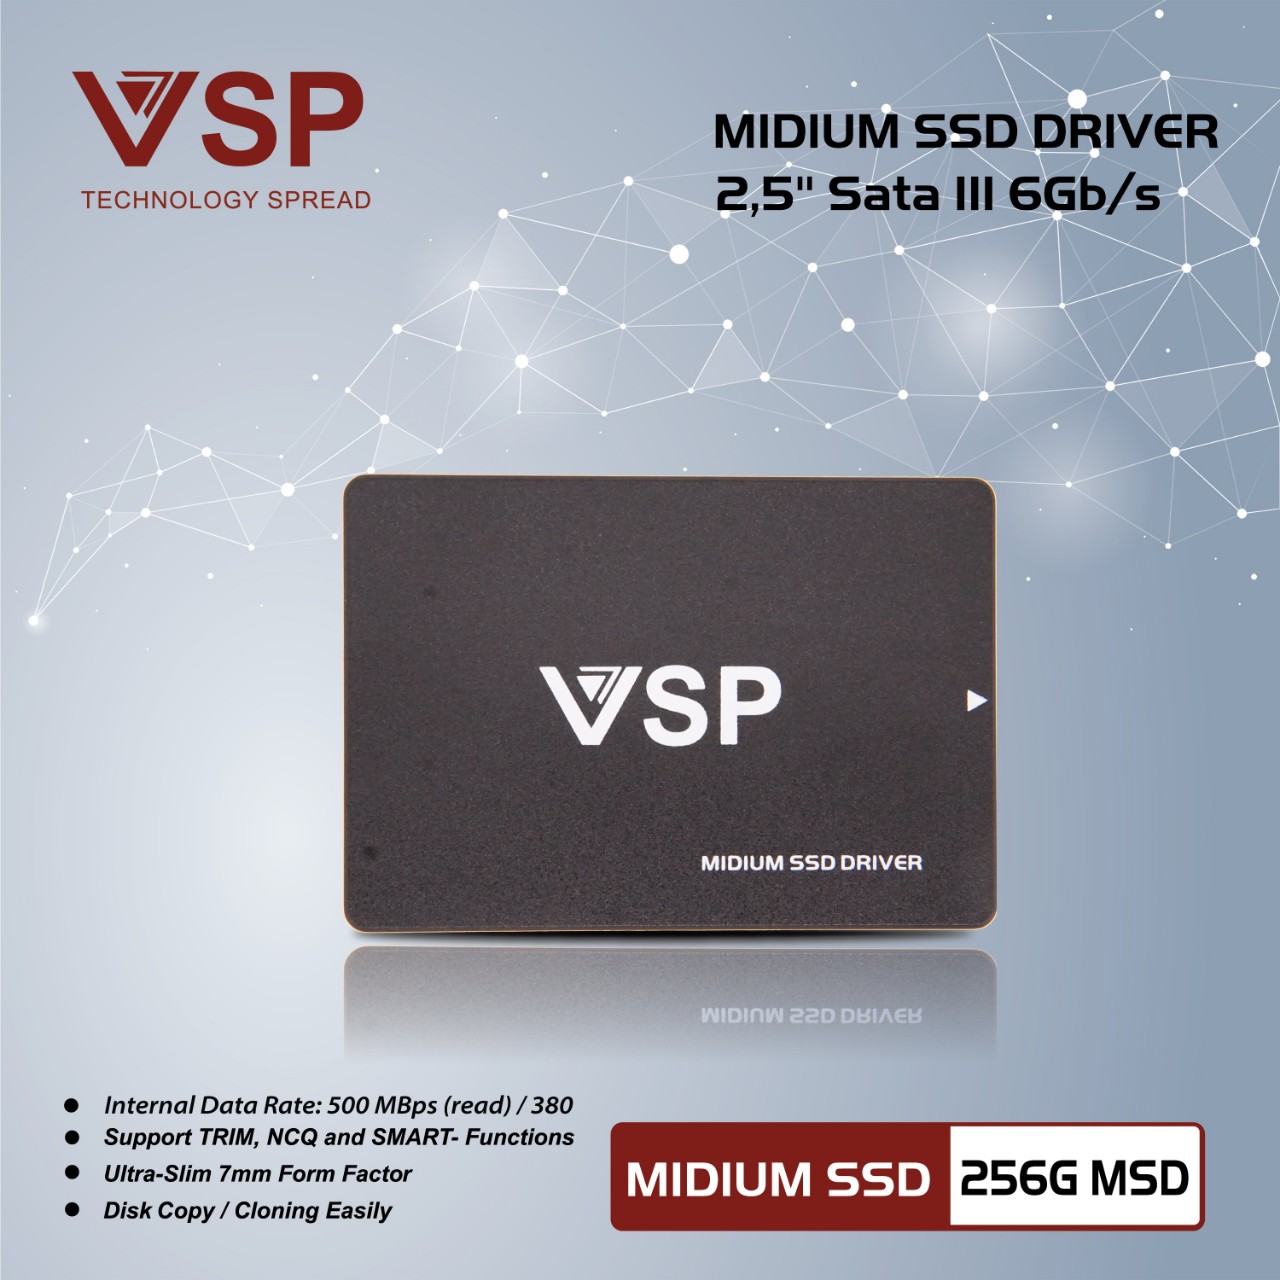 VSP
TECHNOLOGY SPREAD
MIDIUM SSD DRIVER
2,5" Sata III 6Gb/s
VSP
MIDIUM SSD DRIVER
MIDIUM SSD DRIVER
Internal Data Rate: 500 MBps (read) / 380
Support TRIM, NCQ and SMART- Functions
Ultra-Slim 7mm Form Factor
Disk Copy / Cloning Easily
MIDIUM SSD 256G MSD